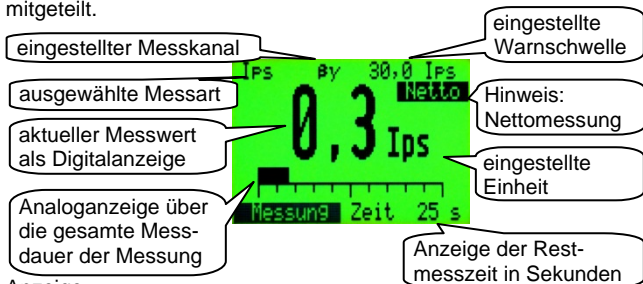 mitgeteilt.
eingestellter Messkanal
eingestellte
Warnschwelle
Ips βγ 30,0 Ips
ausgewählte Messart
Netto
Hinweis:
Nettomessung
aktueller Messwert
als Digitalanzeige
0,3 Ips
eingestellte
Einheit
Analoganzeige über
die gesamte Mess-
dauer der Messung
Messung Zeit 25 s
Anzeige der Rest-
messzeit in Sekunden